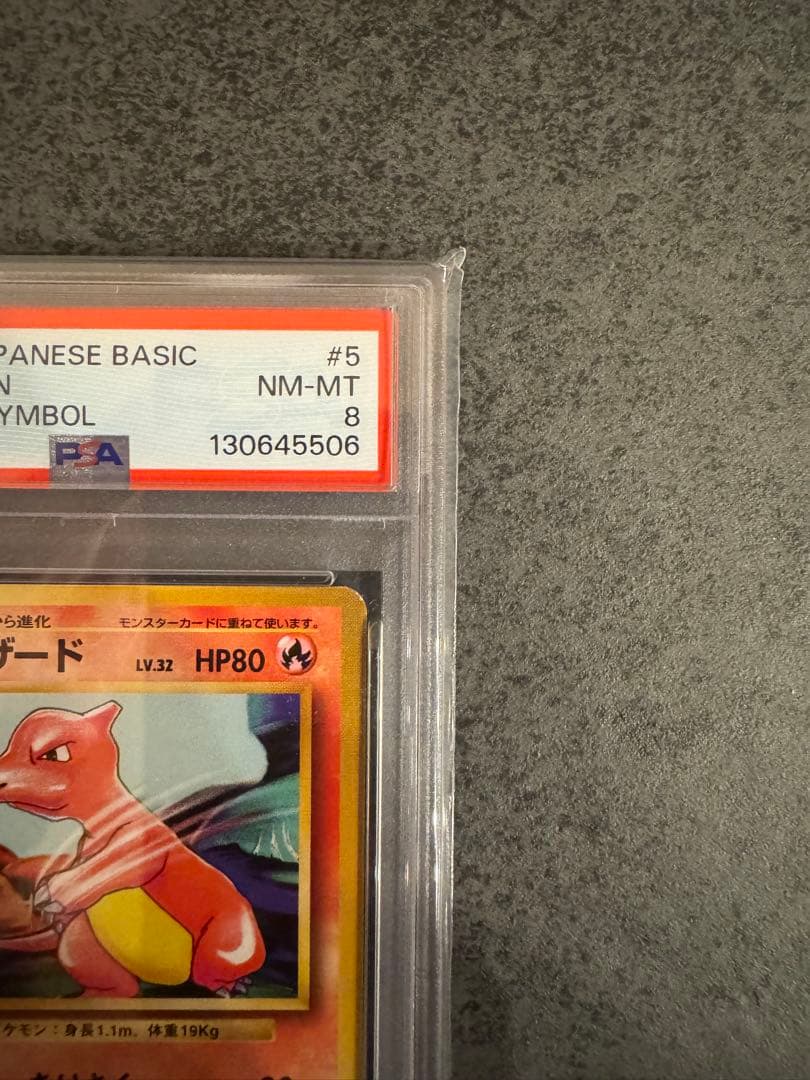 PANESE BASIC #5
N NM-MT
YMBOL 8
PSA 130645506
ら進化 モンスターカードに重ねて使います。
ザード LV.32 HP80
ケモン：身長1.1m, 体重19Kg